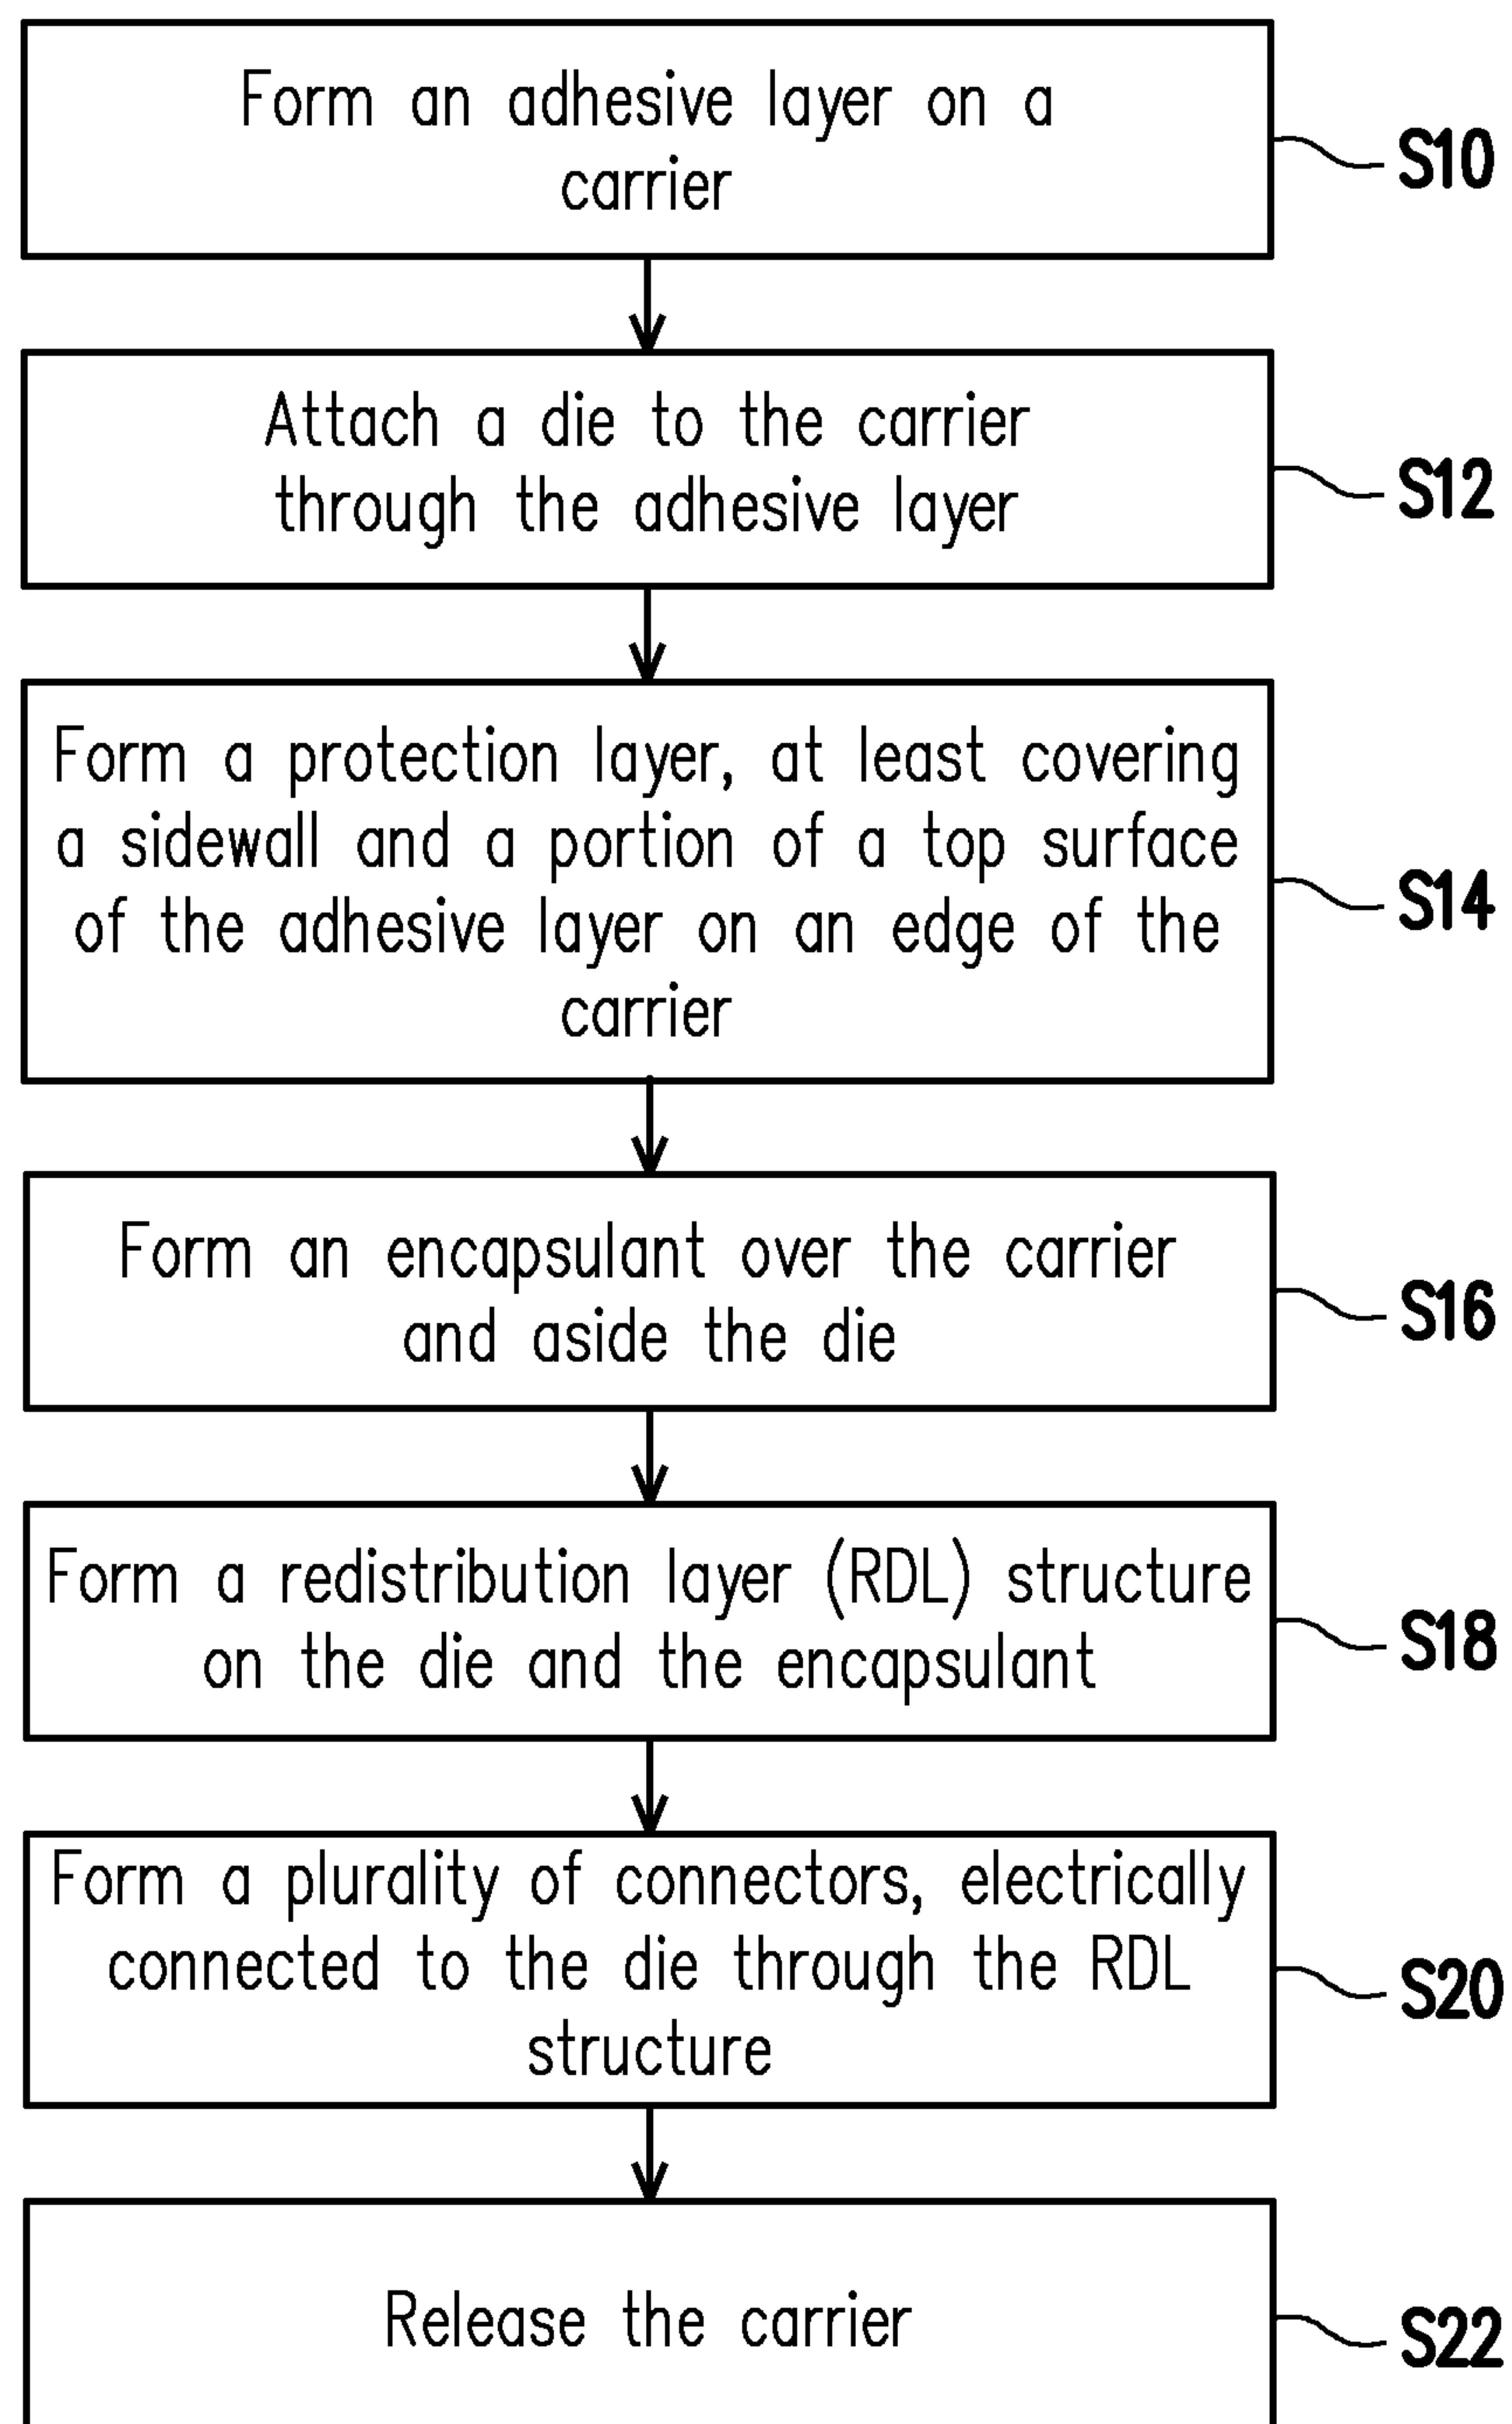 Form an adhesive layer on a
carrier
S10
Attach a die to the carrier
through the adhesive layer
S12
Form a protection layer, at least covering
a sidewall and a portion of a top surface
of the adhesive layer on an edge of the
carrier
S14
Form an encapsulant over the carrier
and aside the die
S16
Form a redistribution layer (RDL) structure
on the die and the encapsulant
S18
Form a plurality of connectors, electrically
connected to the die through the RDL
structure
S20
Release the carrier
S22